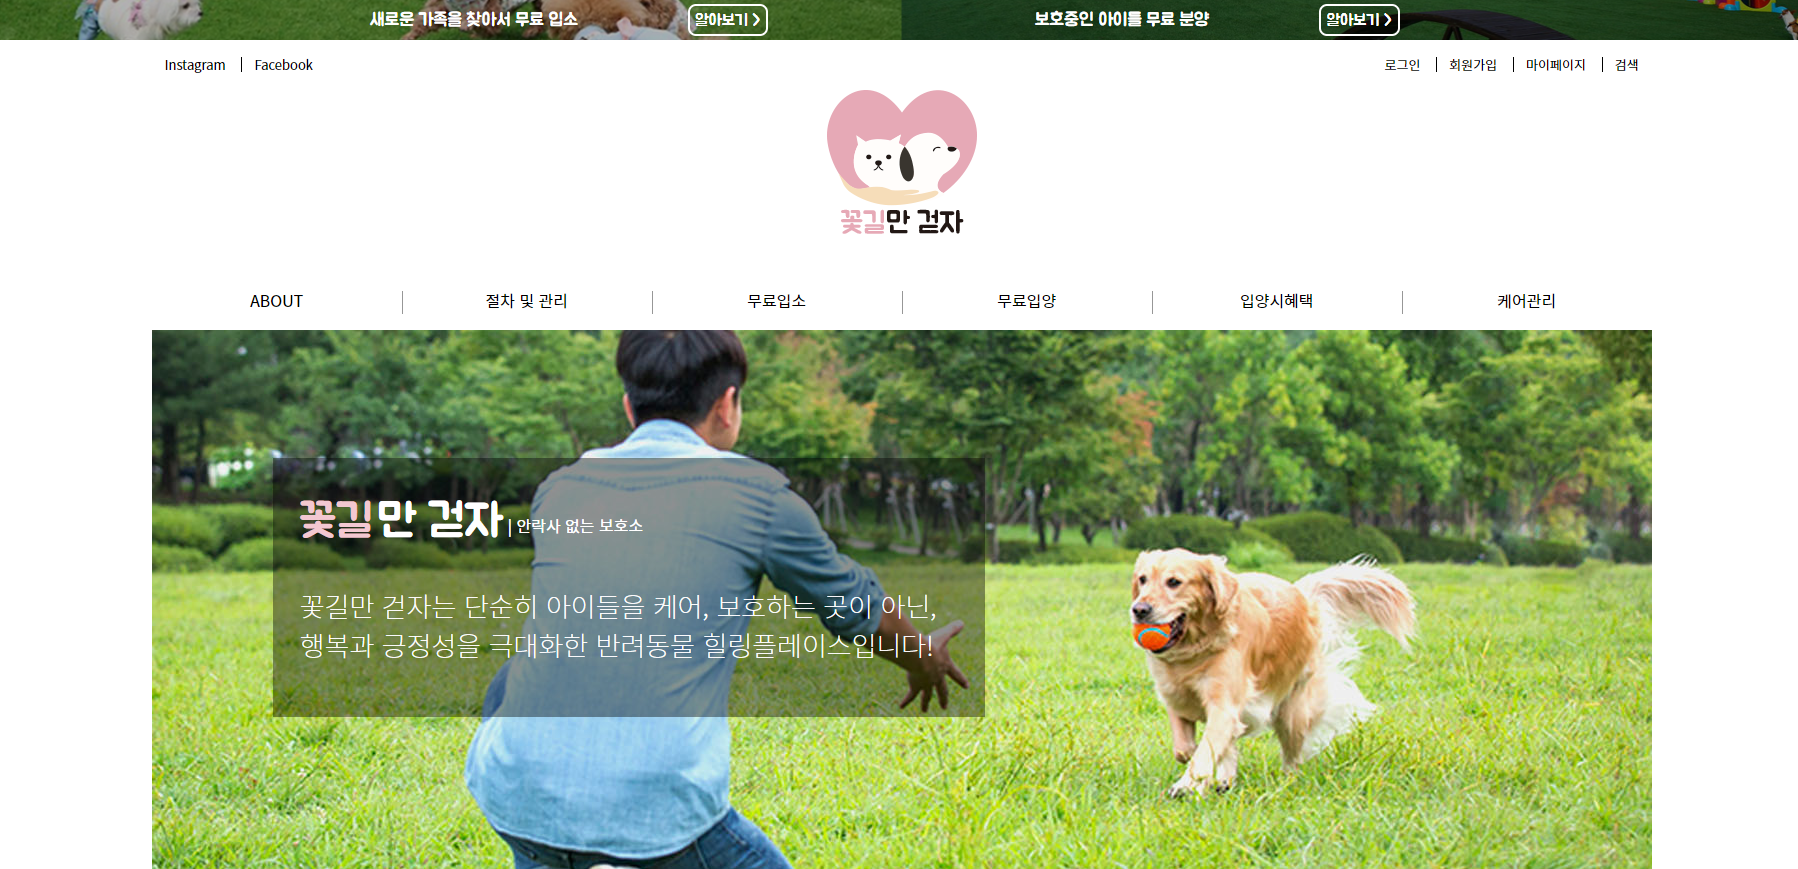 새로운 가족을 찾아서 무료 입소
알아보기 >
보호중인 아이들 무료 분양
알아보기 >
Instagram
Facebook
로그인
회원가입
마이페이지
검색
꽃길만 걷자
ABOUT
절차 및 관리
무료입소
무료입양
입양시혜택
케어관리
꽃길만 걷자 | 안락사 없는 보호소
꽃길만 걷자는 단순히 아이들을 케어, 보호하는 곳이 아닌,
행복과 긍정성을 극대화한 반려동물 힐링플레이스입니다!